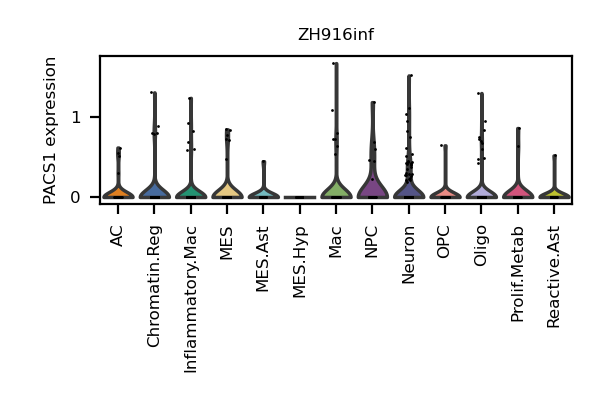 ZH916inf
PACS1 expression
1
0
AC
Chromatin.Reg
Inflammatory.Mac
MES
MES.Ast
MES.Hyp
Mac
NPC
Neuron
OPC
Oligo
Prolif.Metab
Reactive.Ast